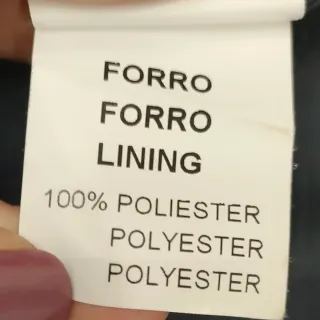 FORRO
FORRO
LINING
100% POLIESTER
POLYESTER
POLYESTER